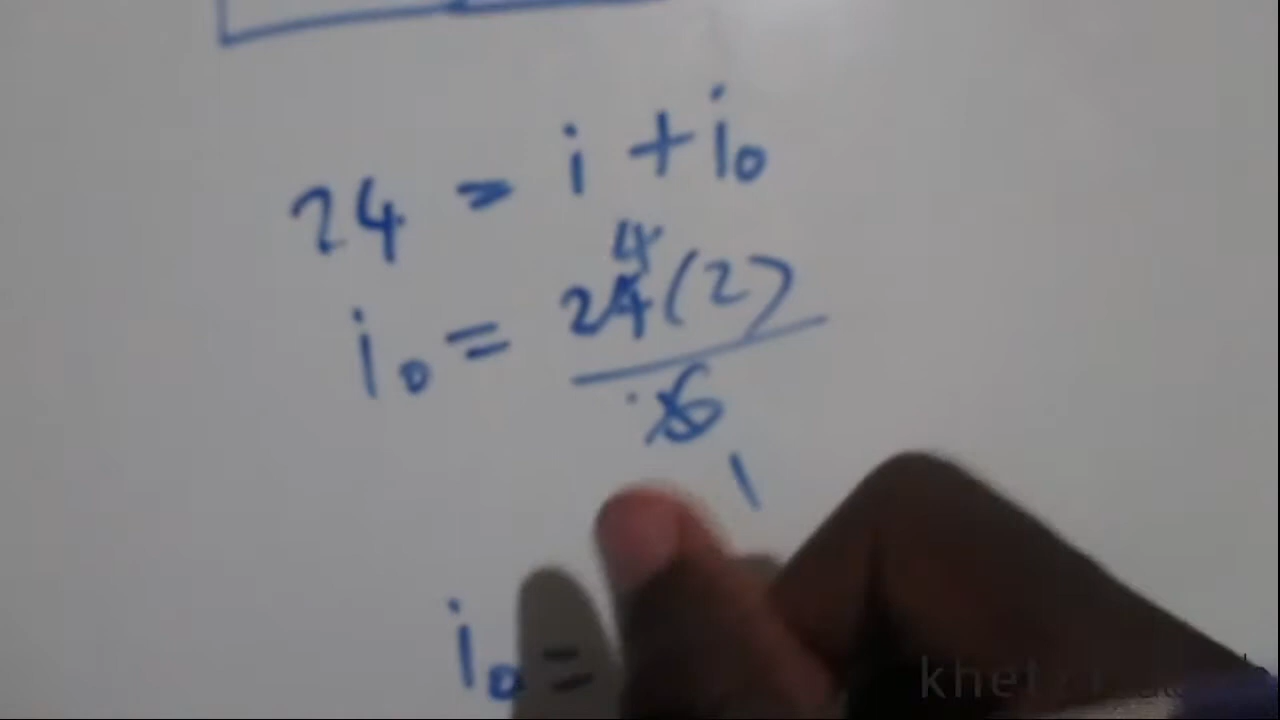 24 = i + i₀
4
i₀ = 24(2)
6
1
i₀ =